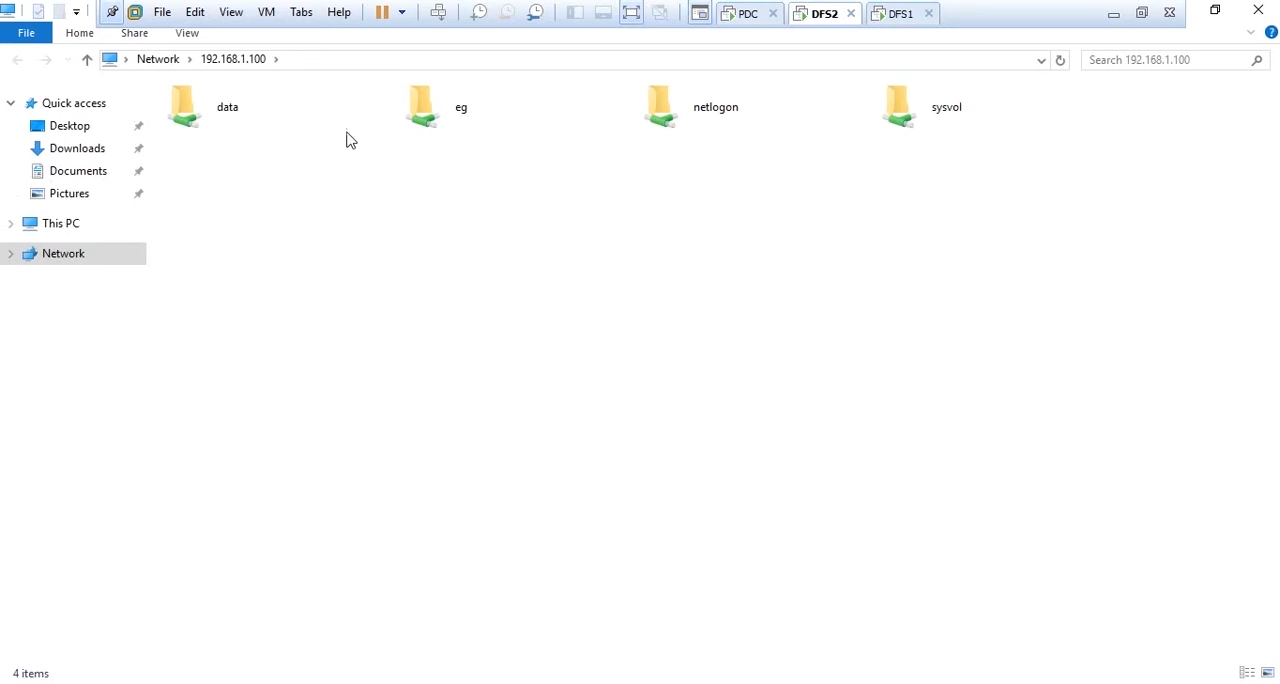 File Edit View VM Tabs Help PDC DFS2 DFS1
File Home Share View ?
Network 192.168.1.100 Search 192.168.1.100
Quick access
Desktop
Downloads
Documents
Pictures
This PC
Network
data eg netlogon sysvol
4 items